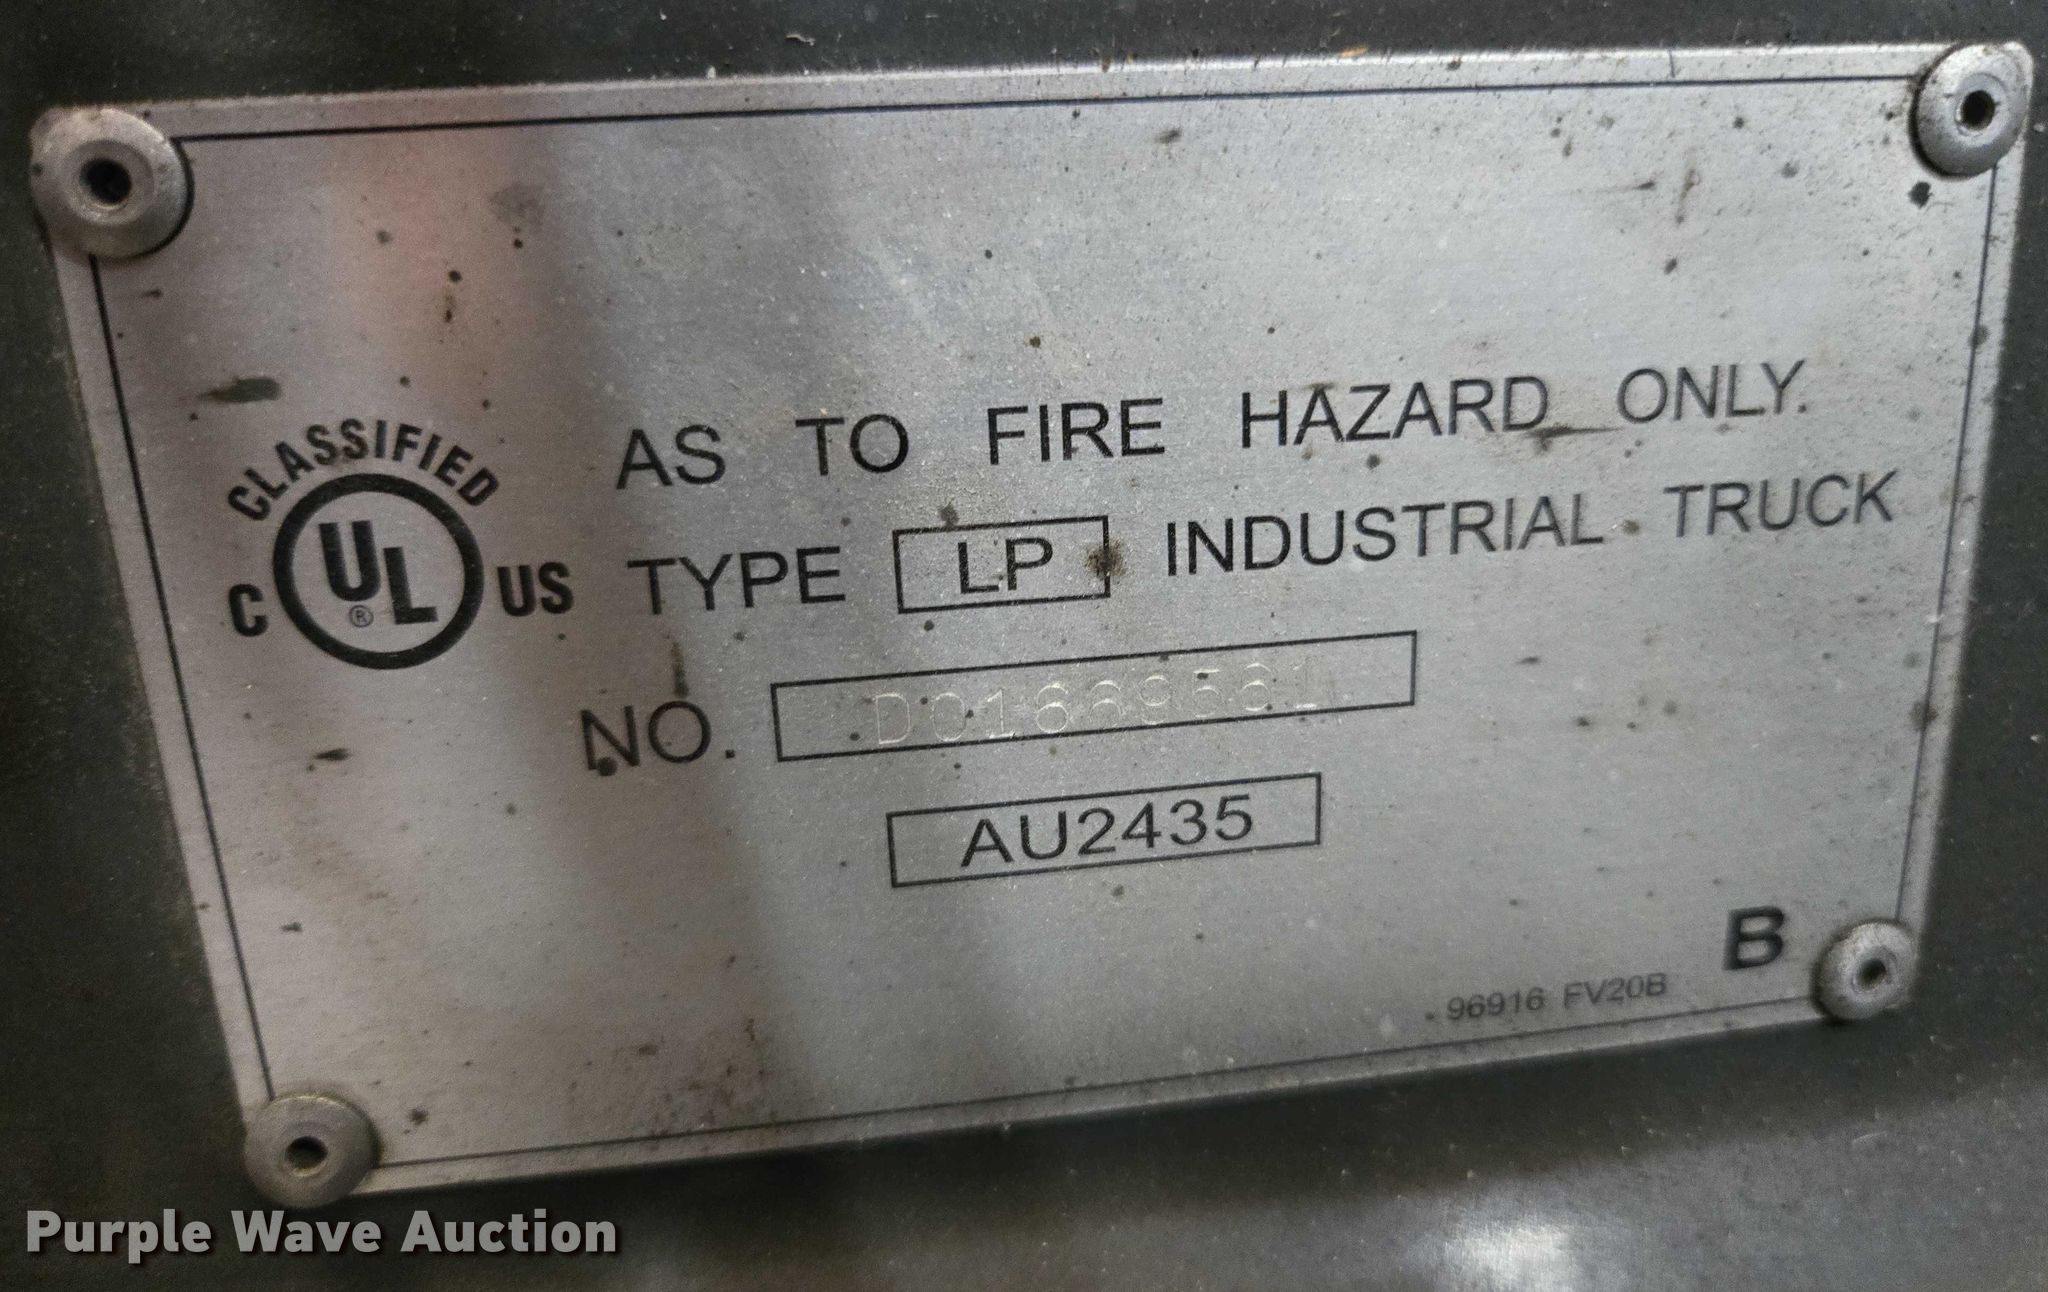 CLASSIFIED
C UL® US
AS TO FIRE HAZARD ONLY.
TYPE LP INDUSTRIAL TRUCK
NO.
AU2435
B
96916 FV20B
Purple Wave Auction